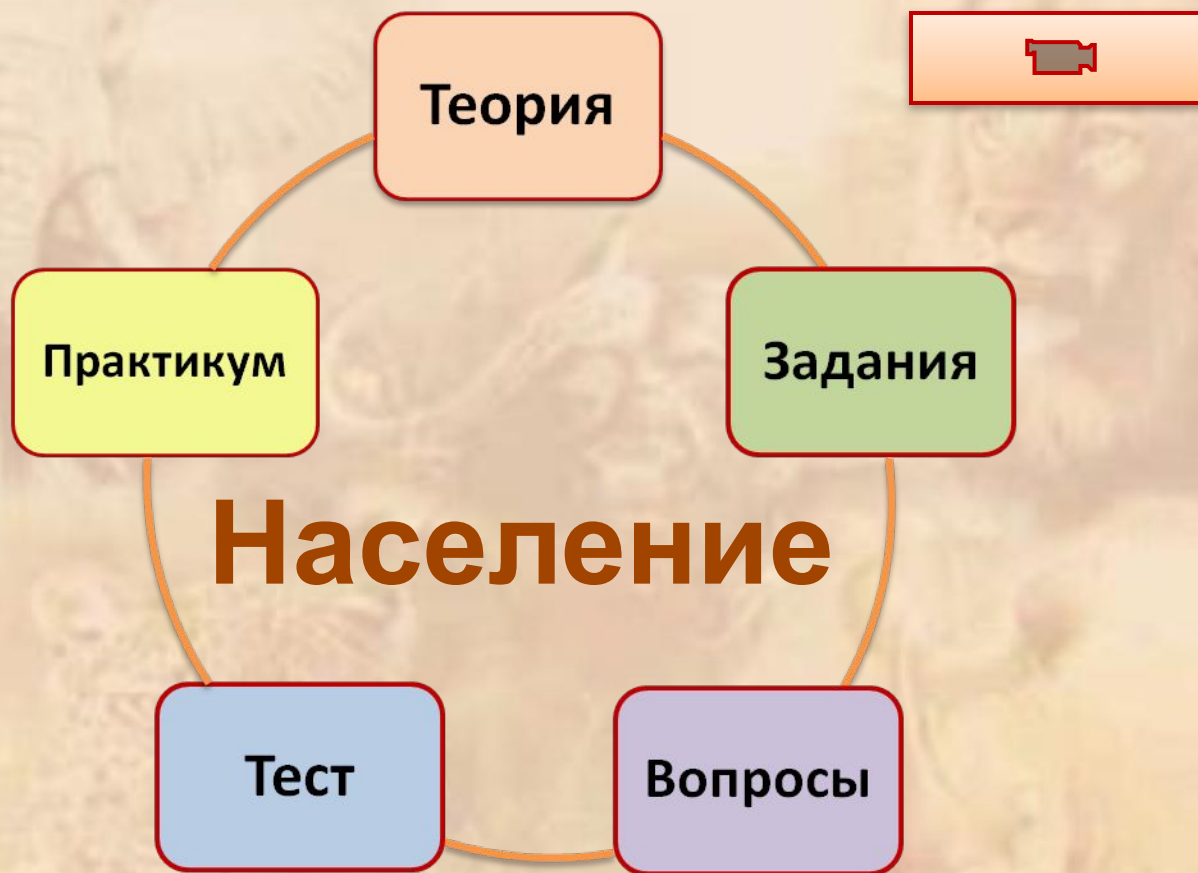 Теория
Практикум
Задания
Население
Тест
Вопросы